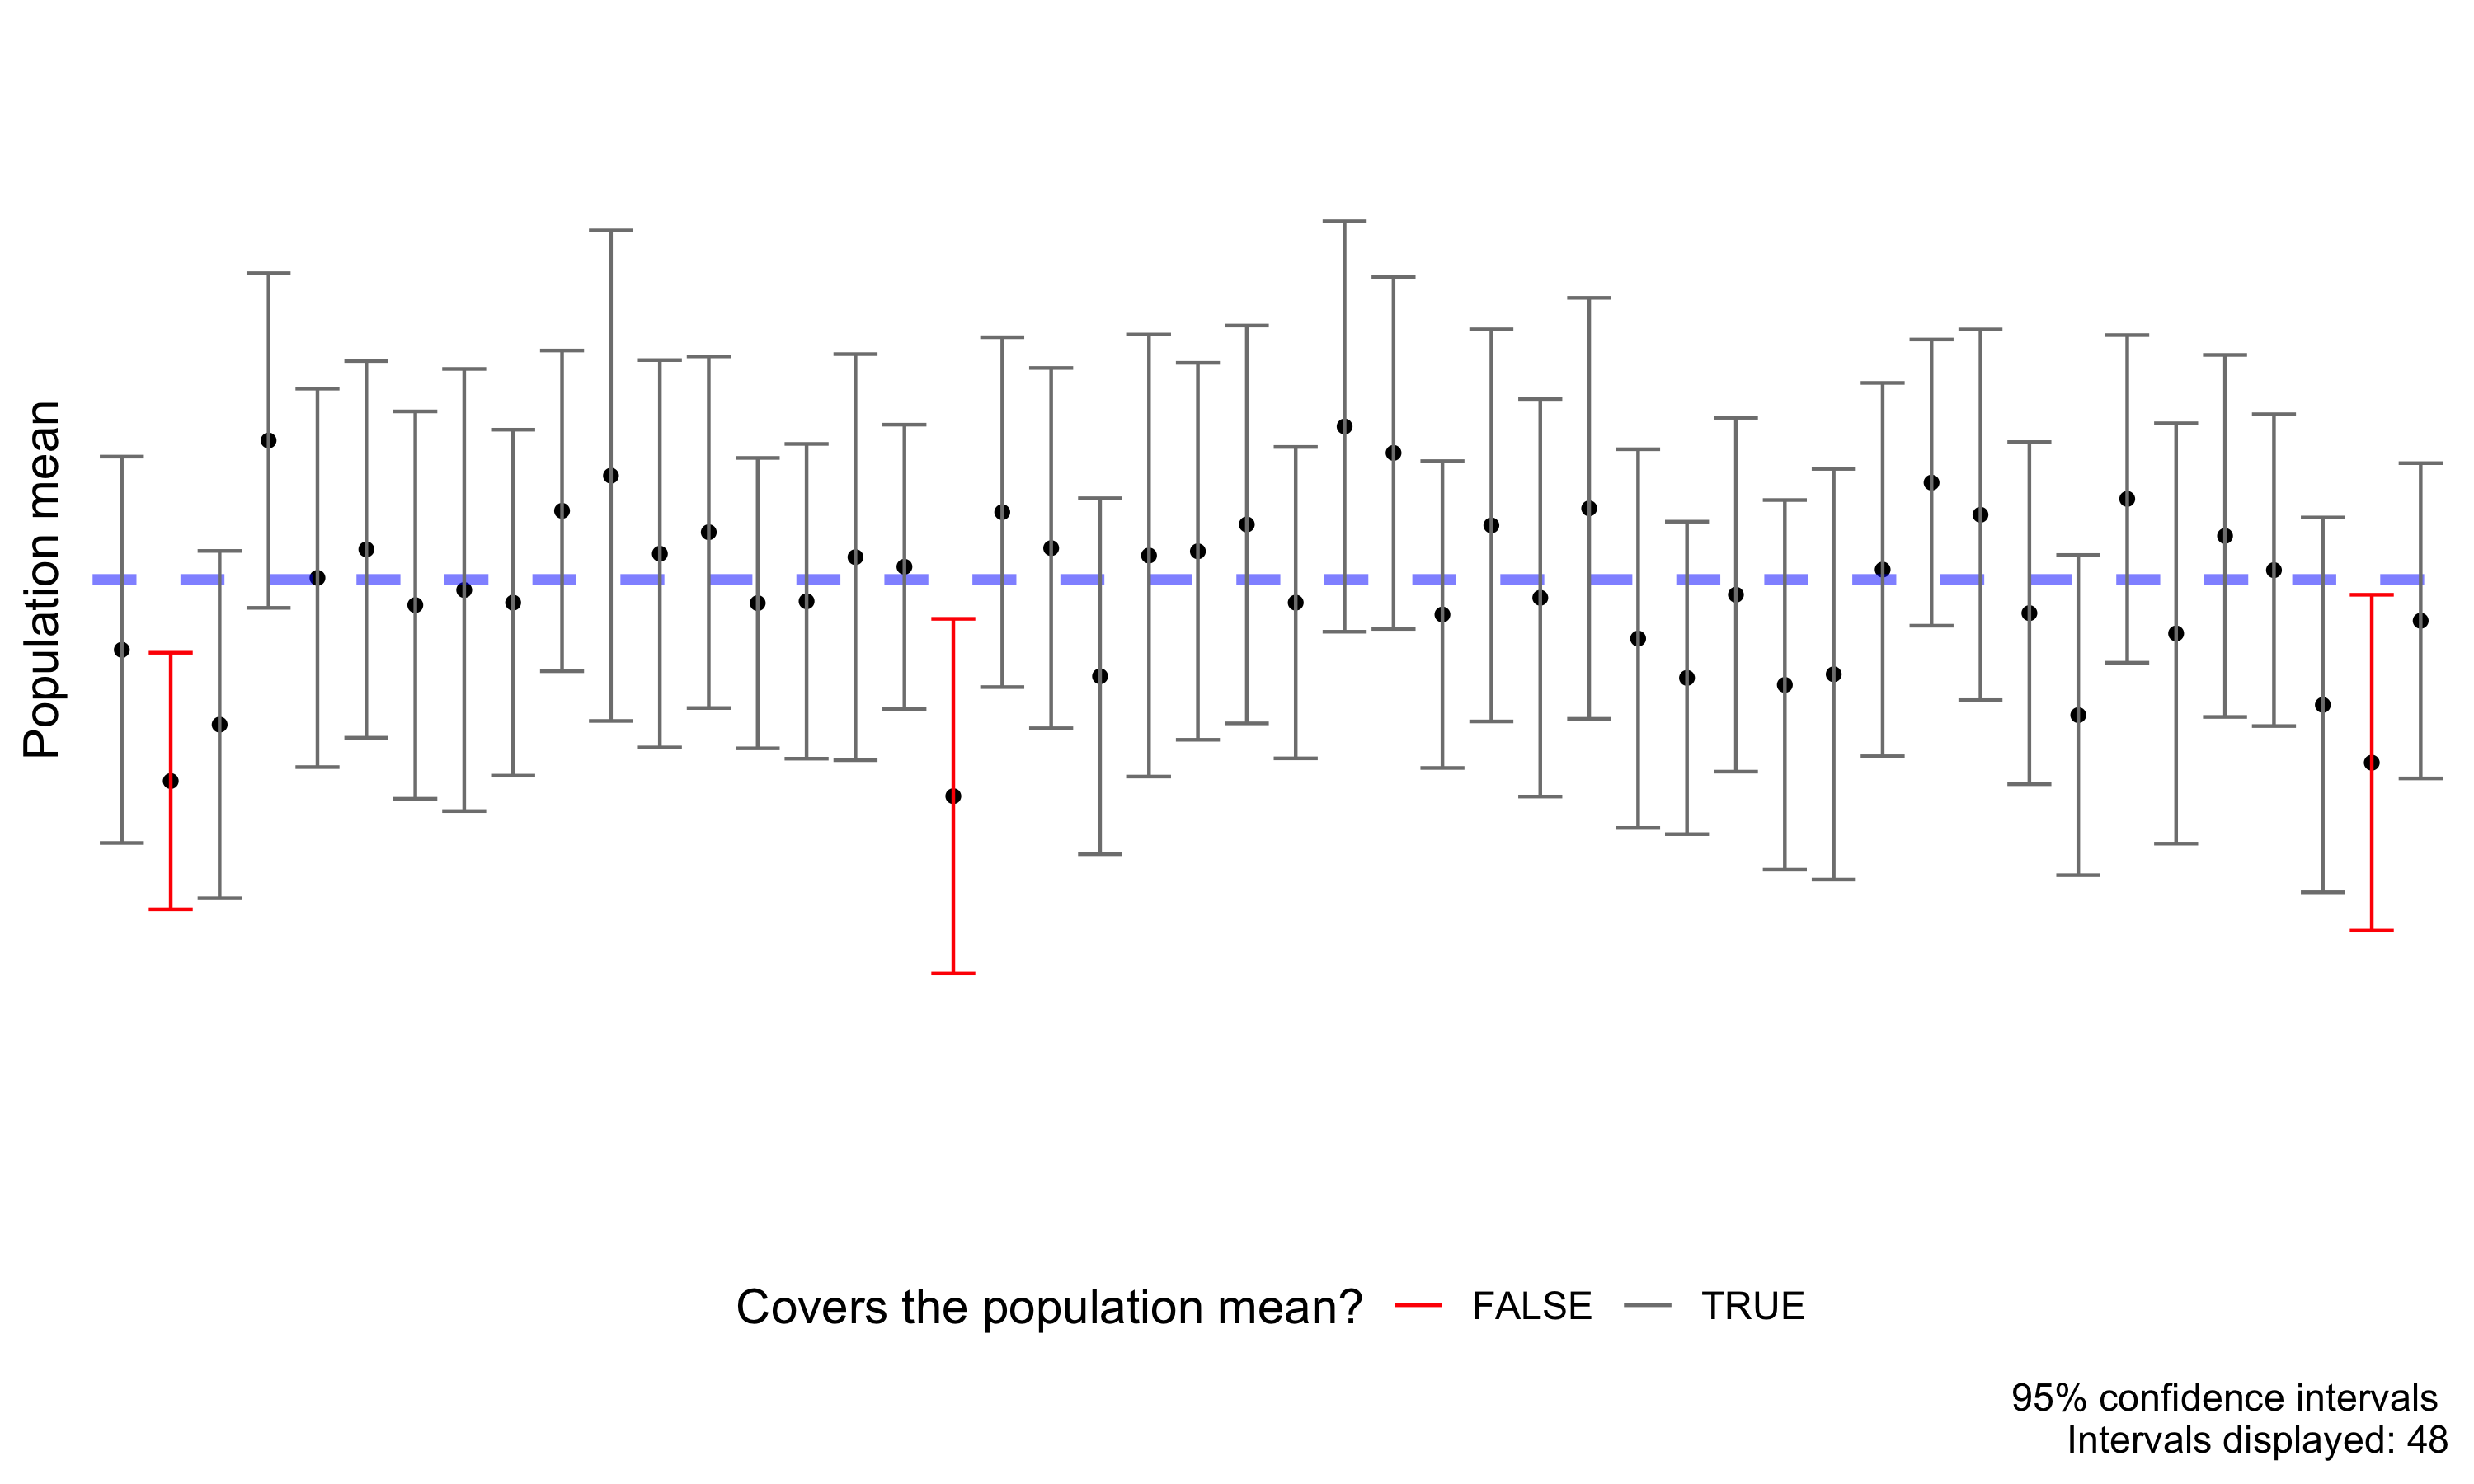 Population mean
Covers the population mean? FALSE TRUE
95% confidence intervals
Intervals displayed: 48